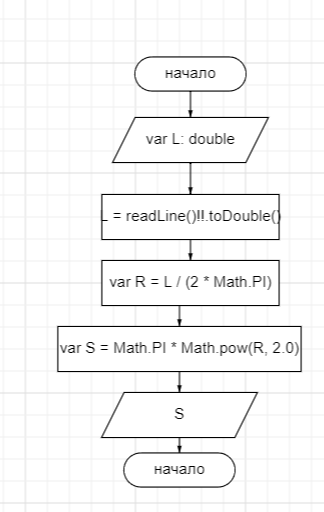 начало
var L: double
L = readLine()!!.toDouble()
var R = L / (2 * Math.PI)
var S = Math.PI * Math.pow(R, 2.0)
S
начало